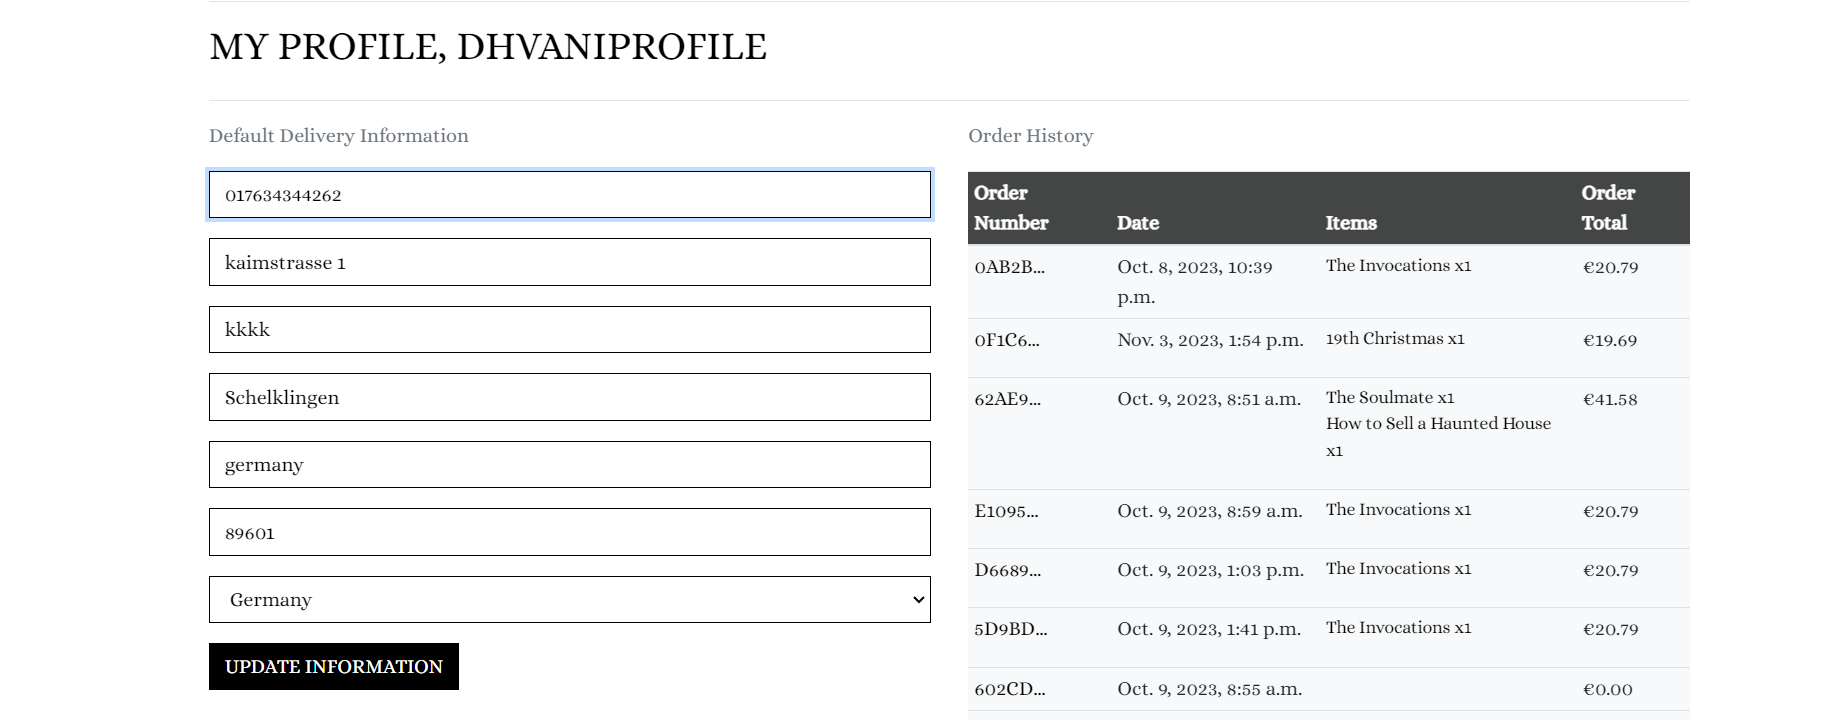 MY PROFILE, DHVANIPROFILE
Default Delivery Information
017634344262
kaimstrasse 1
kkkk
Schelklingen
germany
89601
Germany
UPDATE INFORMATION
Order History
Order Number Date Items Order Total
0AB2B... Oct. 8, 2023, 10:39 p.m. The Invocations x1 €20.79
0F1C6... Nov. 3, 2023, 1:54 p.m. 19th Christmas x1 €19.69
62AE9... Oct. 9, 2023, 8:51 a.m. The Soulmate x1 €41.58
How to Sell a Haunted House
x1
E1095... Oct. 9, 2023, 8:59 a.m. The Invocations x1 €20.79
D6689... Oct. 9, 2023, 1:03 p.m. The Invocations x1 €20.79
5D9BD... Oct. 9, 2023, 1:41 p.m. The Invocations x1 €20.79
602CD... Oct. 9, 2023, 8:55 a.m. €0.00